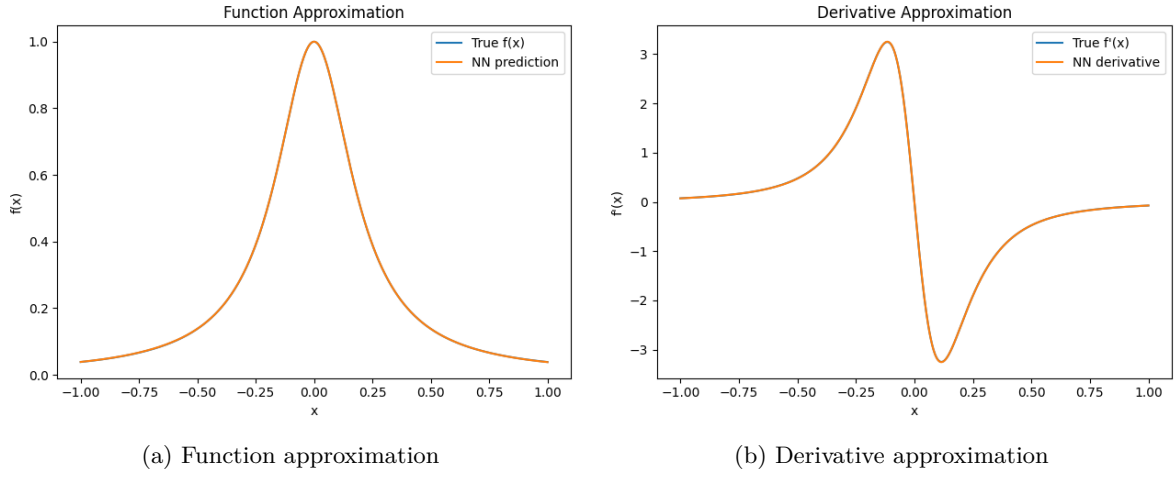 Function Approximation
1.0
0.8
0.6
0.4
0.2
0.0
f(x)
True f(x)
NN prediction
−1.00 −0.75 −0.50 −0.25 0.00 0.25 0.50 0.75 1.00
x
(a) Function approximation
Derivative Approximation
3
2
1
0
−1
−2
−3
f'(x)
True f'(x)
NN derivative
−1.00 −0.75 −0.50 −0.25 0.00 0.25 0.50 0.75 1.00
x
(b) Derivative approximation